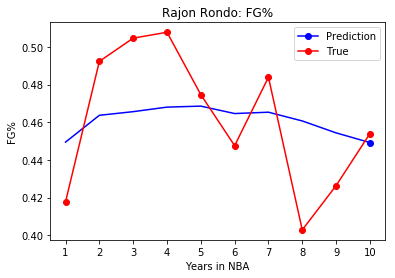 Rajon Rondo: FG%
Prediction
True
0.50
0.48
0.46
0.44
0.42
0.40
FG%
1 2 3 4 5 6 7 8 9 10
Years in NBA